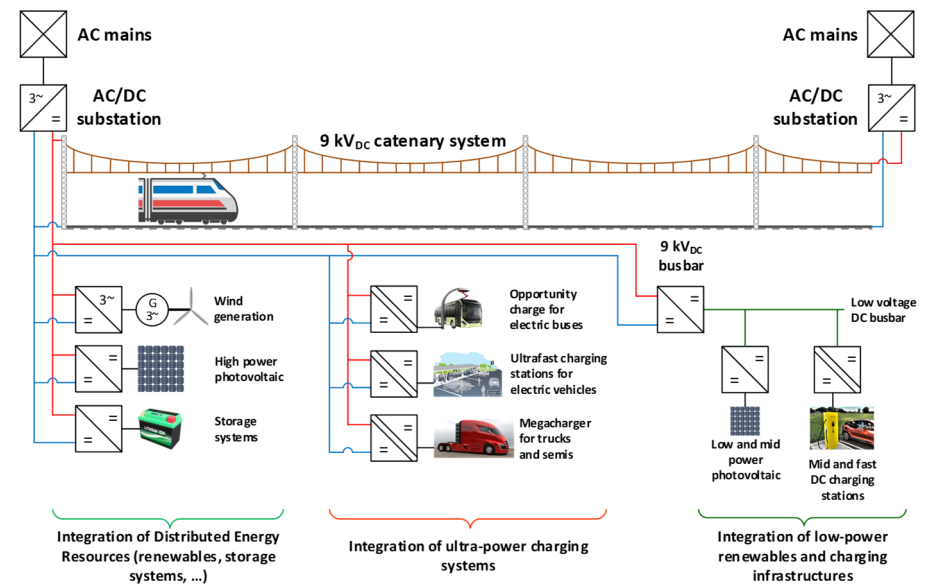 AC mains
AC mains
3~
=
AC/DC
substation
AC/DC
substation
3~
=
9 kVDC catenary system
9 kVDC
busbar
3~
=
G
3~
Wind
generation
=
=
Opportunity
charge for
electric buses
=
=
Low voltage
DC busbar
=
=
High power
photovoltaic
=
=
Ultrafast charging
stations for
electric vehicles
=
=
=
=
=
=
Storage
systems
=
=
Megacharger
for trucks
and semis
Low and mid
power
photovoltaic
Mid and fast
DC charging
stations
Integration of Distributed Energy
Resources (renewables, storage
systems, ...)
Integration of ultra-power charging
systems
Integration of low-power
renewables and charging
infrastructures